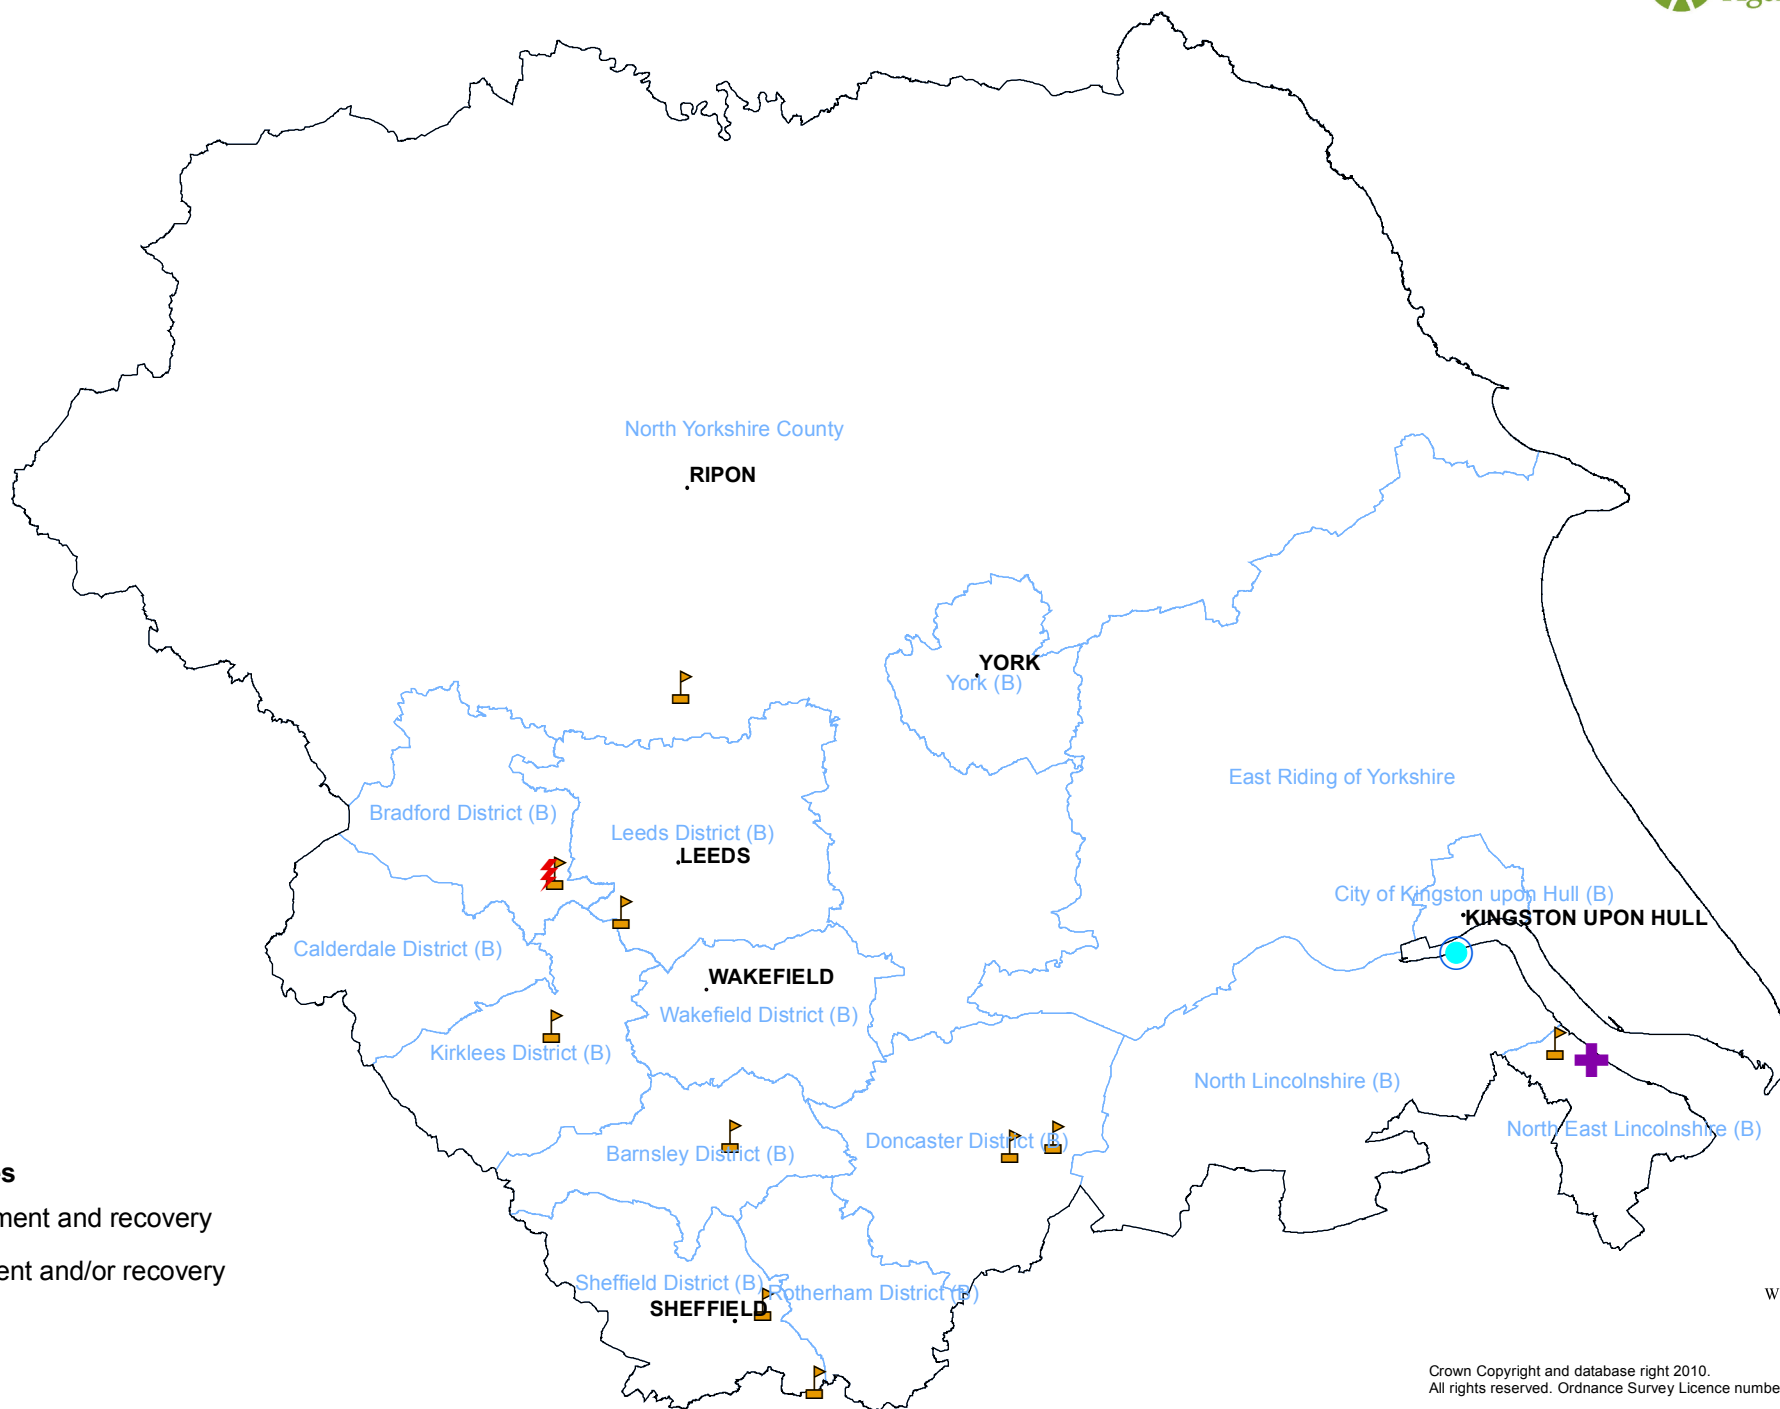 North Yorkshire County
RIPON
YORK
York (B)
East Riding of Yorkshire
Bradford District (B)
Leeds District (B)
LEEDS
City of Kingston upon Hull (B)
KINGSTON UPON HULL
Calderdale District (B)
WAKEFIELD
Wakefield District (B)
Kirklees District (B)
North Lincolnshire (B)
North East Lincolnshire (B)
Doncaster District (B)
Barnsley District (B)
ment and recovery
ent and/or recovery
Sheffield District (B)
Rotherham District (B)
SHEFFIELD
W
Crown Copyright and database right 2010.
All rights reserved. Ordnance Survey Licence numbe